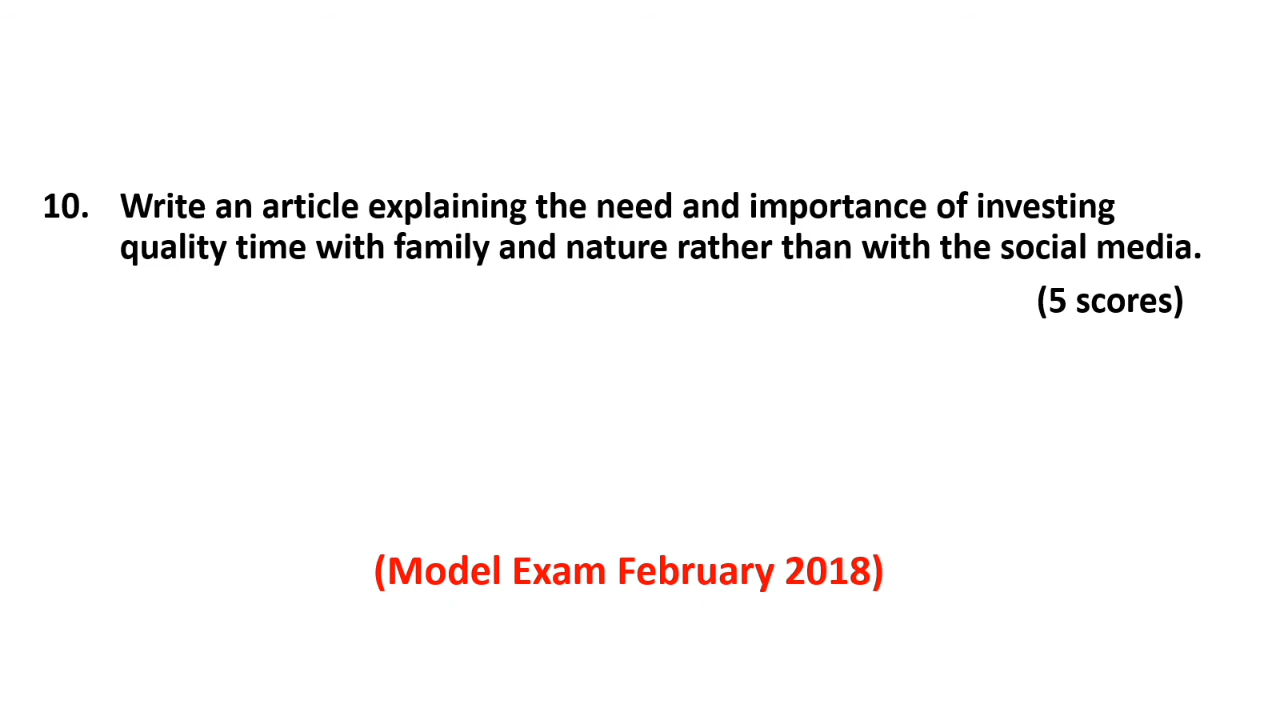 10. Write an article explaining the need and importance of investing
quality time with family and nature rather than with the social media.
(5 scores)
(Model Exam February 2018)